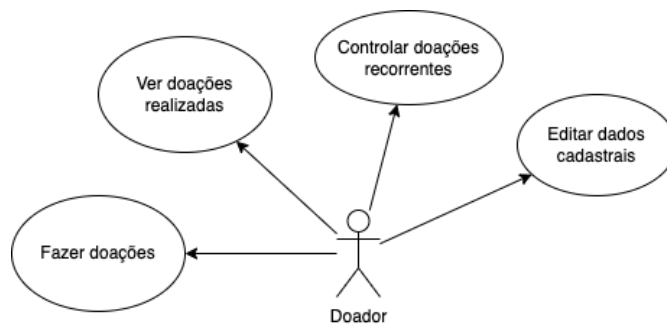 Controlar doações
recorrentes
Ver doações
realizadas
Editar dados
cadastrais
Fazer doações
Doador